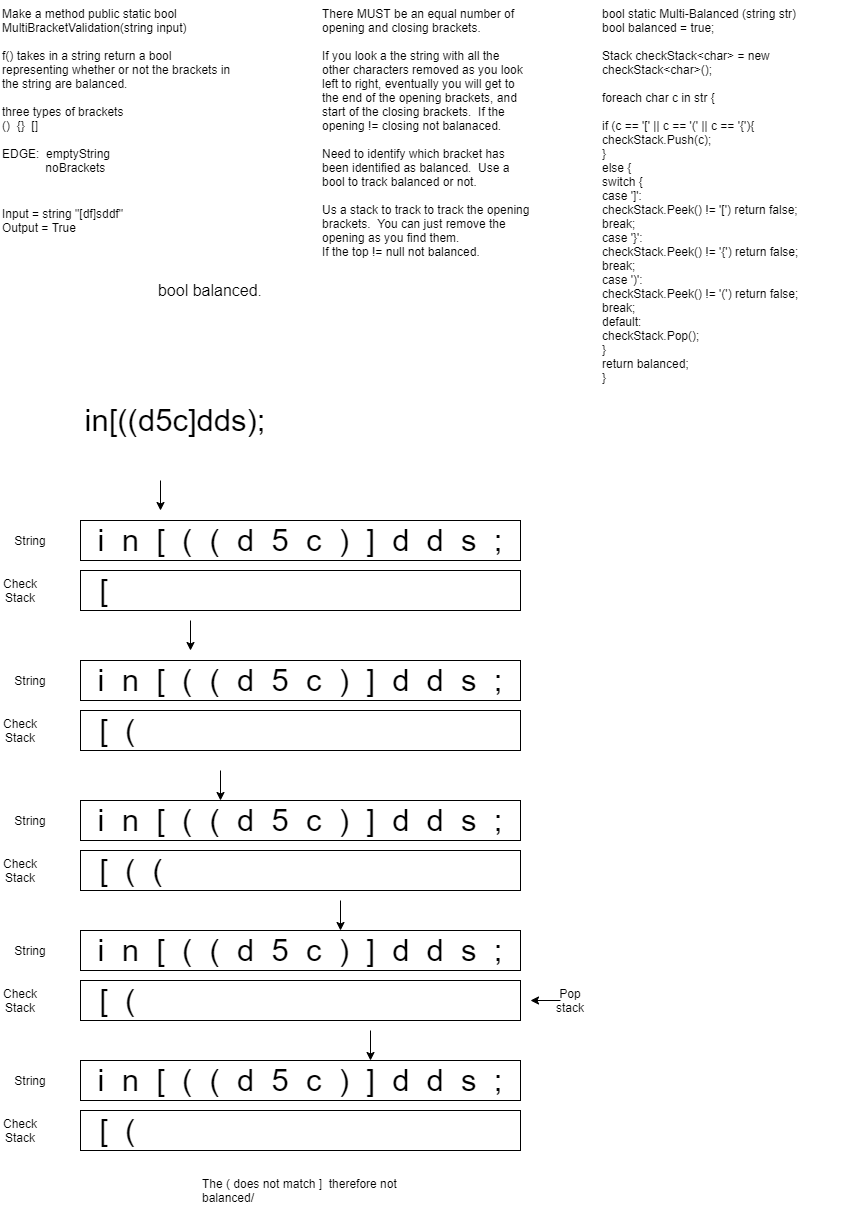 Make a method public static bool
MultiBracketValidation(string input)
f() takes in a string return a bool
representing whether or not the brackets in
the string are balanced.
three types of brackets
() {} []
EDGE: emptyString
noBrackets
Input = string "[df]sddf"
Output = True
There MUST be an equal number of
opening and closing brackets.
If you look a the string with all the
other characters removed as you look
left to right, eventually you will get to
the end of the opening brackets, and
start of the closing brackets. If the
opening != closing not balanaced.
Need to identify which bracket has
been identified as balanced. Use a
bool to track balanced or not.
Us a stack to track to track the opening
brackets. You can just remove the
opening as you find them.
If the top != null not balanced.
bool static Multi-Balanced (string str)
bool balanced = true;
Stack checkStack<char> = new
checkStack<char>();
foreach char c in str {
if (c == '[' || c == '(' || c == '{'){
checkStack.Push(c);
}
else {
switch {
case ']':
checkStack.Peek() != '[') return false;
break;
case '}':
checkStack.Peek() != '{') return false;
break;
case ')':
checkStack.Peek() != '(') return false;
break;
default:
checkStack.Pop();
}
return balanced;
}
bool balanced.
in[((d5c]dds);
String
i n [ ( ( d 5 c ) ] d d s ;
Check
Stack
[
String
i n [ ( ( d 5 c ) ] d d s ;
Check
Stack
[ (
String
i n [ ( ( d 5 c ) ] d d s ;
Check
Stack
[ ( (
String
i n [ ( ( d 5 c ) ] d d s ;
Check
Stack
[ (
Pop
stack
String
i n [ ( ( d 5 c ) ] d d s ;
Check
Stack
[ (
The ( does not match ] therefore not
balanced/